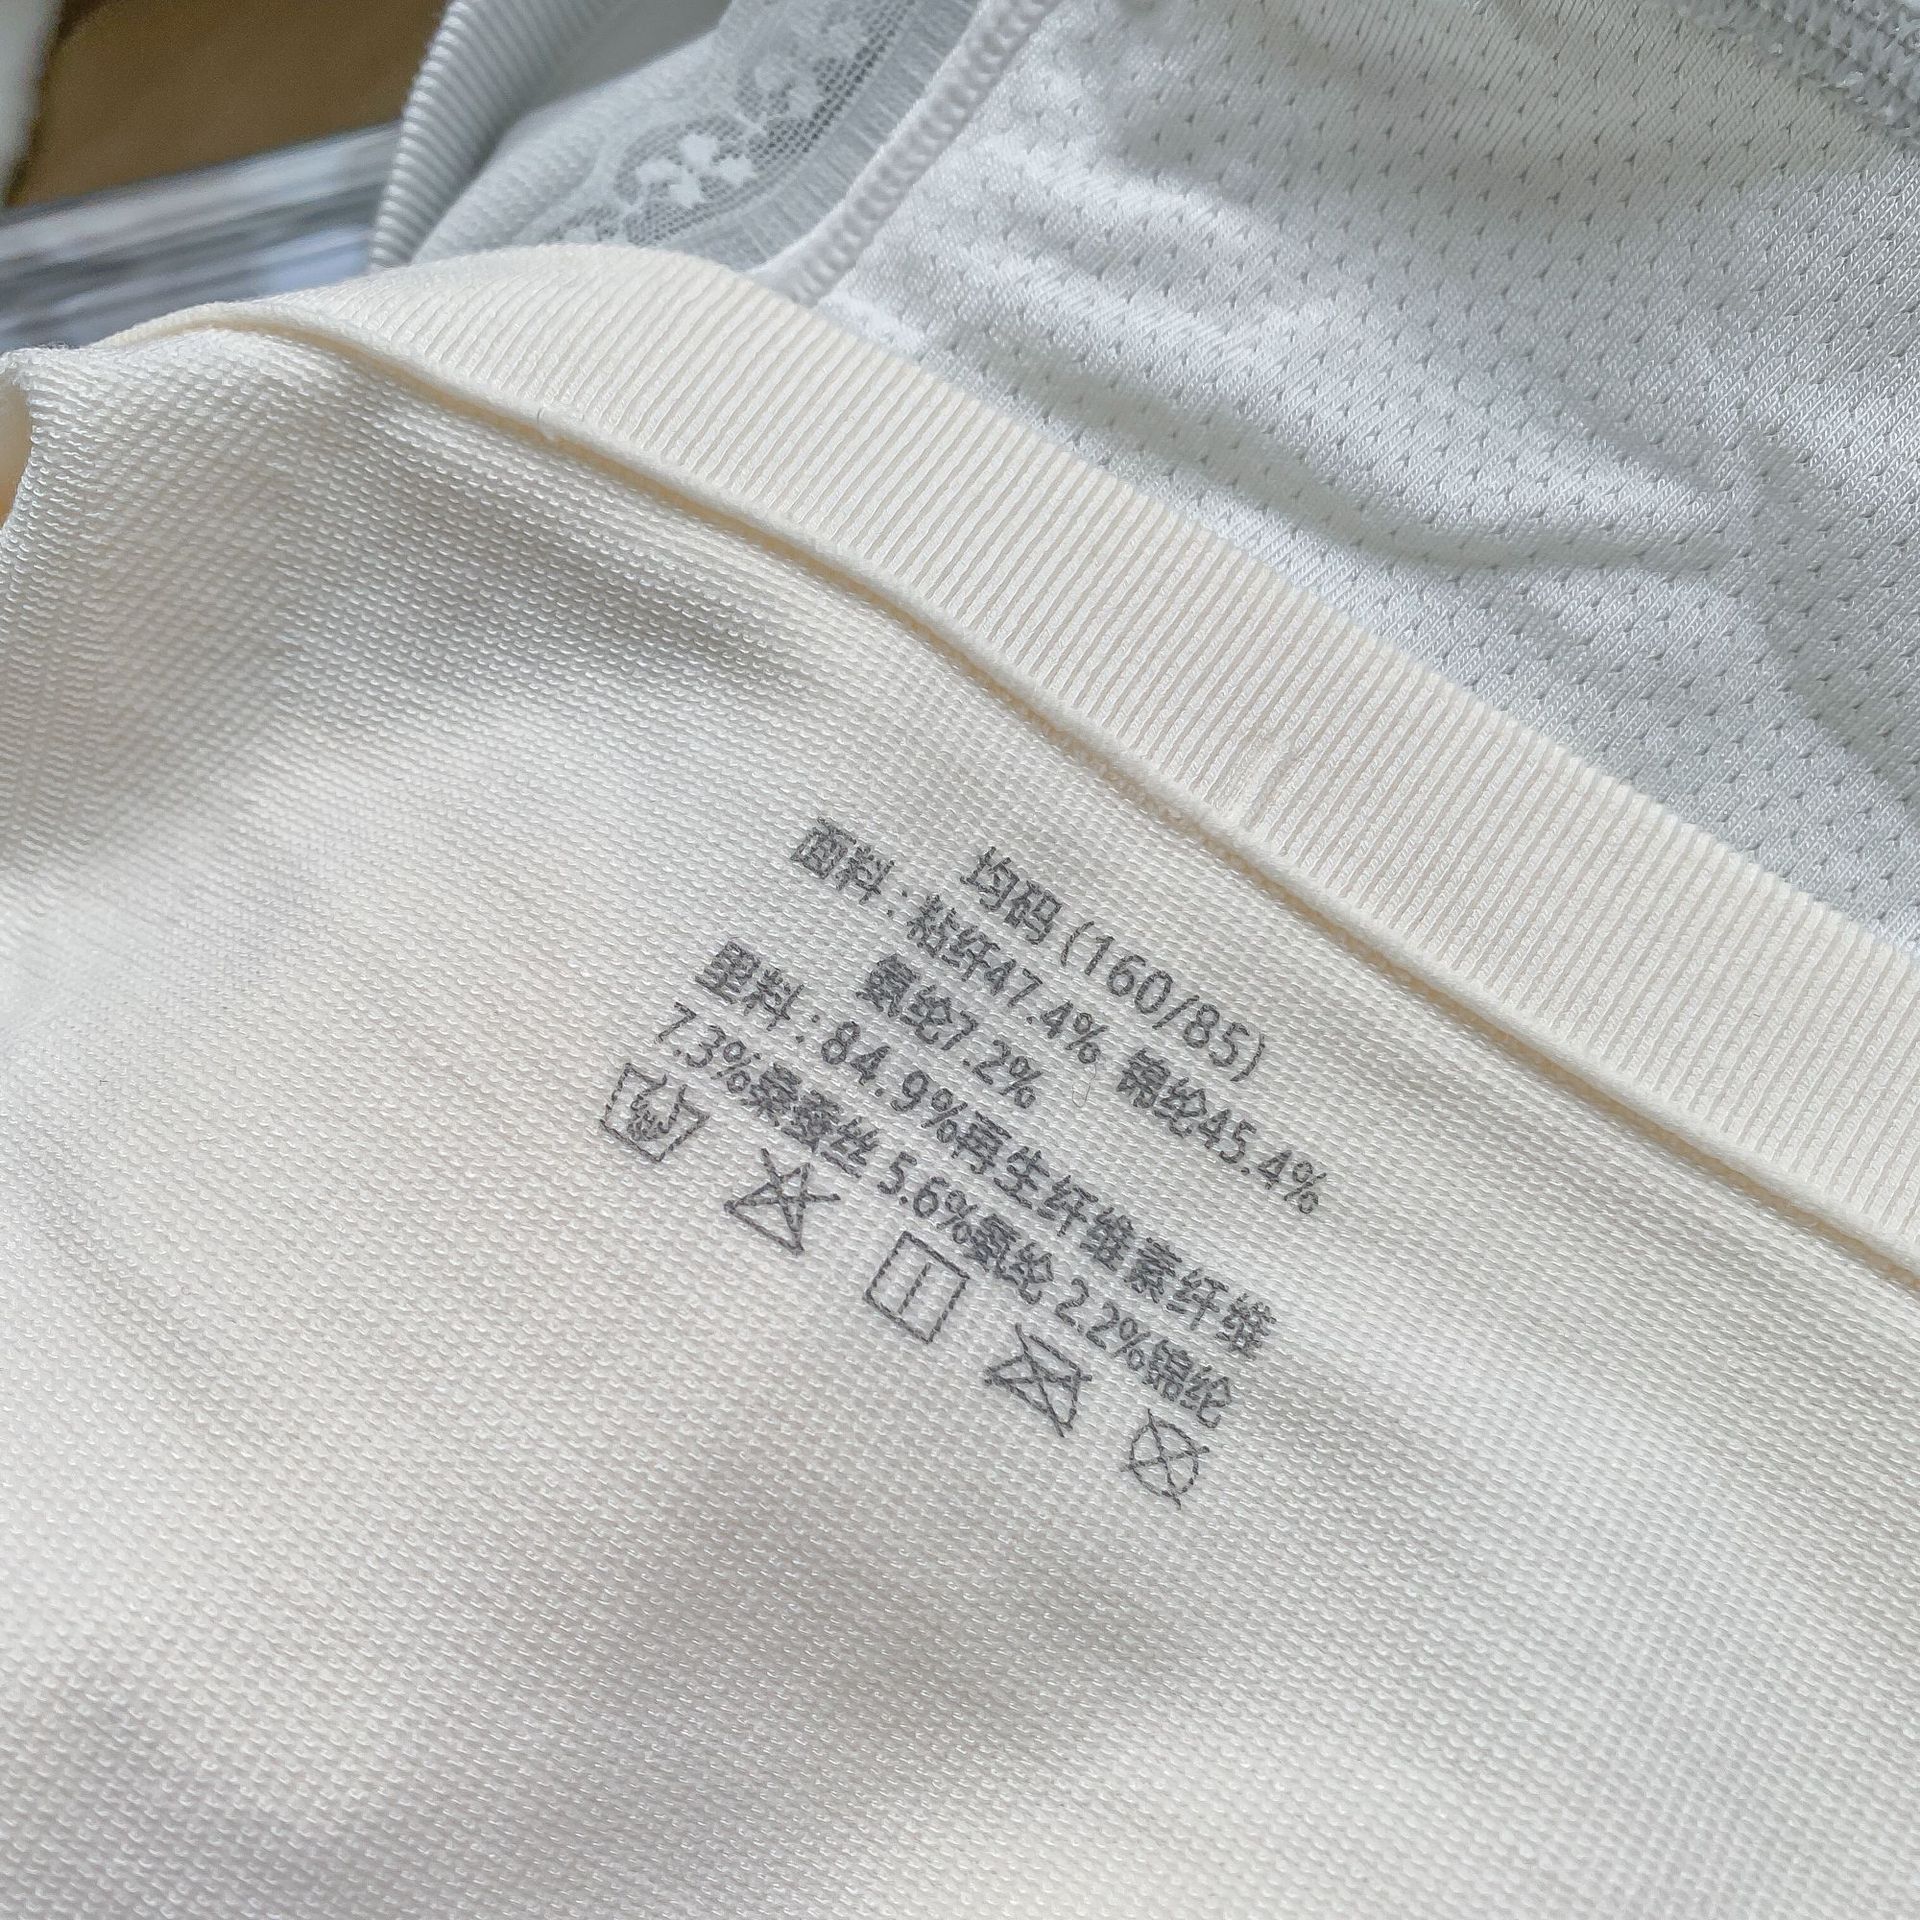 均码(160/85)
面料:粘纤47.4% 锦纶45.4%
氨纶7.2%
里料:84.9%再生纤维素纤维
7.3%桑蚕丝 5.6%氨纶 2.2%锦纶